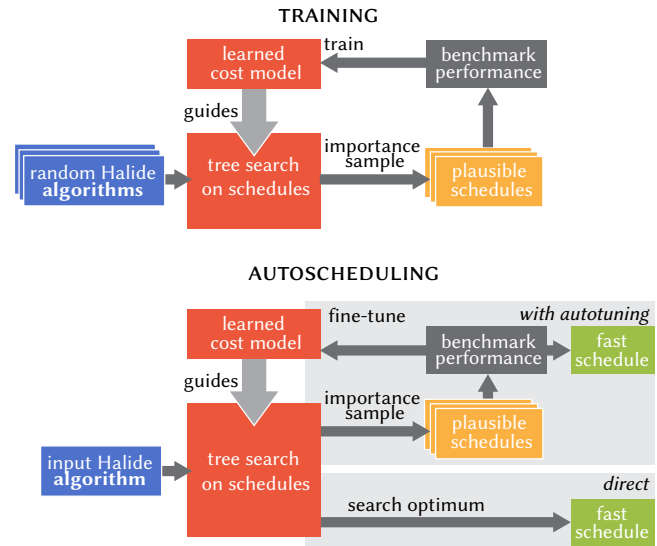 TRAINING
learned
cost model
train
benchmark
performance
guides
random Halide
algorithms
tree search
on schedules
importance
sample
plausible
schedules
AUTOSCHEDULING
learned
cost model
fine-tune
with autotuning
benchmark
performance
fast
schedule
guides
importance
sample
plausible
schedules
input Halide
algorithm
tree search
on schedules
direct
search optimum
fast
schedule